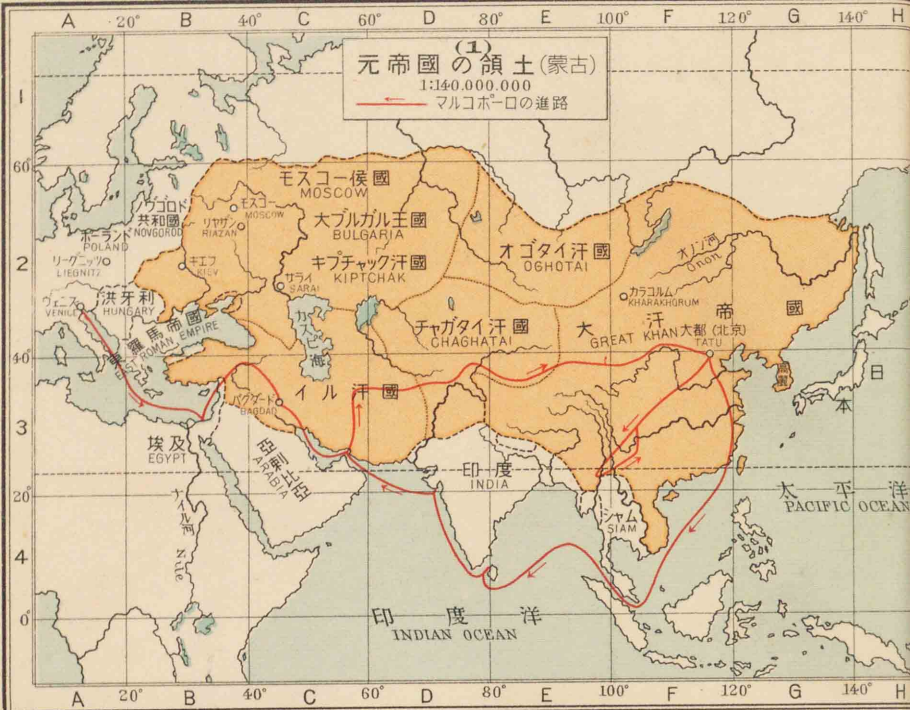 A B C D E F G H
20° 40° 60° 80° 100° 120° 140°
(1)
元帝國の領土(蒙古)
1:140.000.000
マルコポーロの進路
1
60°
モスコー侯國
MOSCOW
ノヴゴロド
共和國
NOVGOROD
モスコー
MOSCOW
リヤザン
RIAZAN
大ブルガル王國
BULGARIA
2
ポーランド
POLAND
リーグニッツ
LIEGNITZ
キエフ
KIEV
キプチャック汗國
KIPTCHAK
サライ
SARAI
オゴタイ汗國
OGHOTAI
オノン河
Onon
カラコルム
KHARAKHORUM
ヴェニス
VENICE
洪牙利
HUNGARY
羅馬帝國
ROMAN EMPIRE
カスピ海
チャガタイ汗國
CHAGHATAI
大汗帝國
GREAT KHAN
大都(北京)
TATU
40°
高麗
日本
バグダード
BAGDAD
イル汗國
3
埃及
EGYPT
亞剌比亞
ARABIA
印度
INDIA
シャム
SIAM
20°
太平洋
PACIFIC OCEAN
ナイル河
Nile
4
0°
印度洋
INDIAN OCEAN
20° 40° 60° 80° 100° 120° 140°
A B C D E F G H